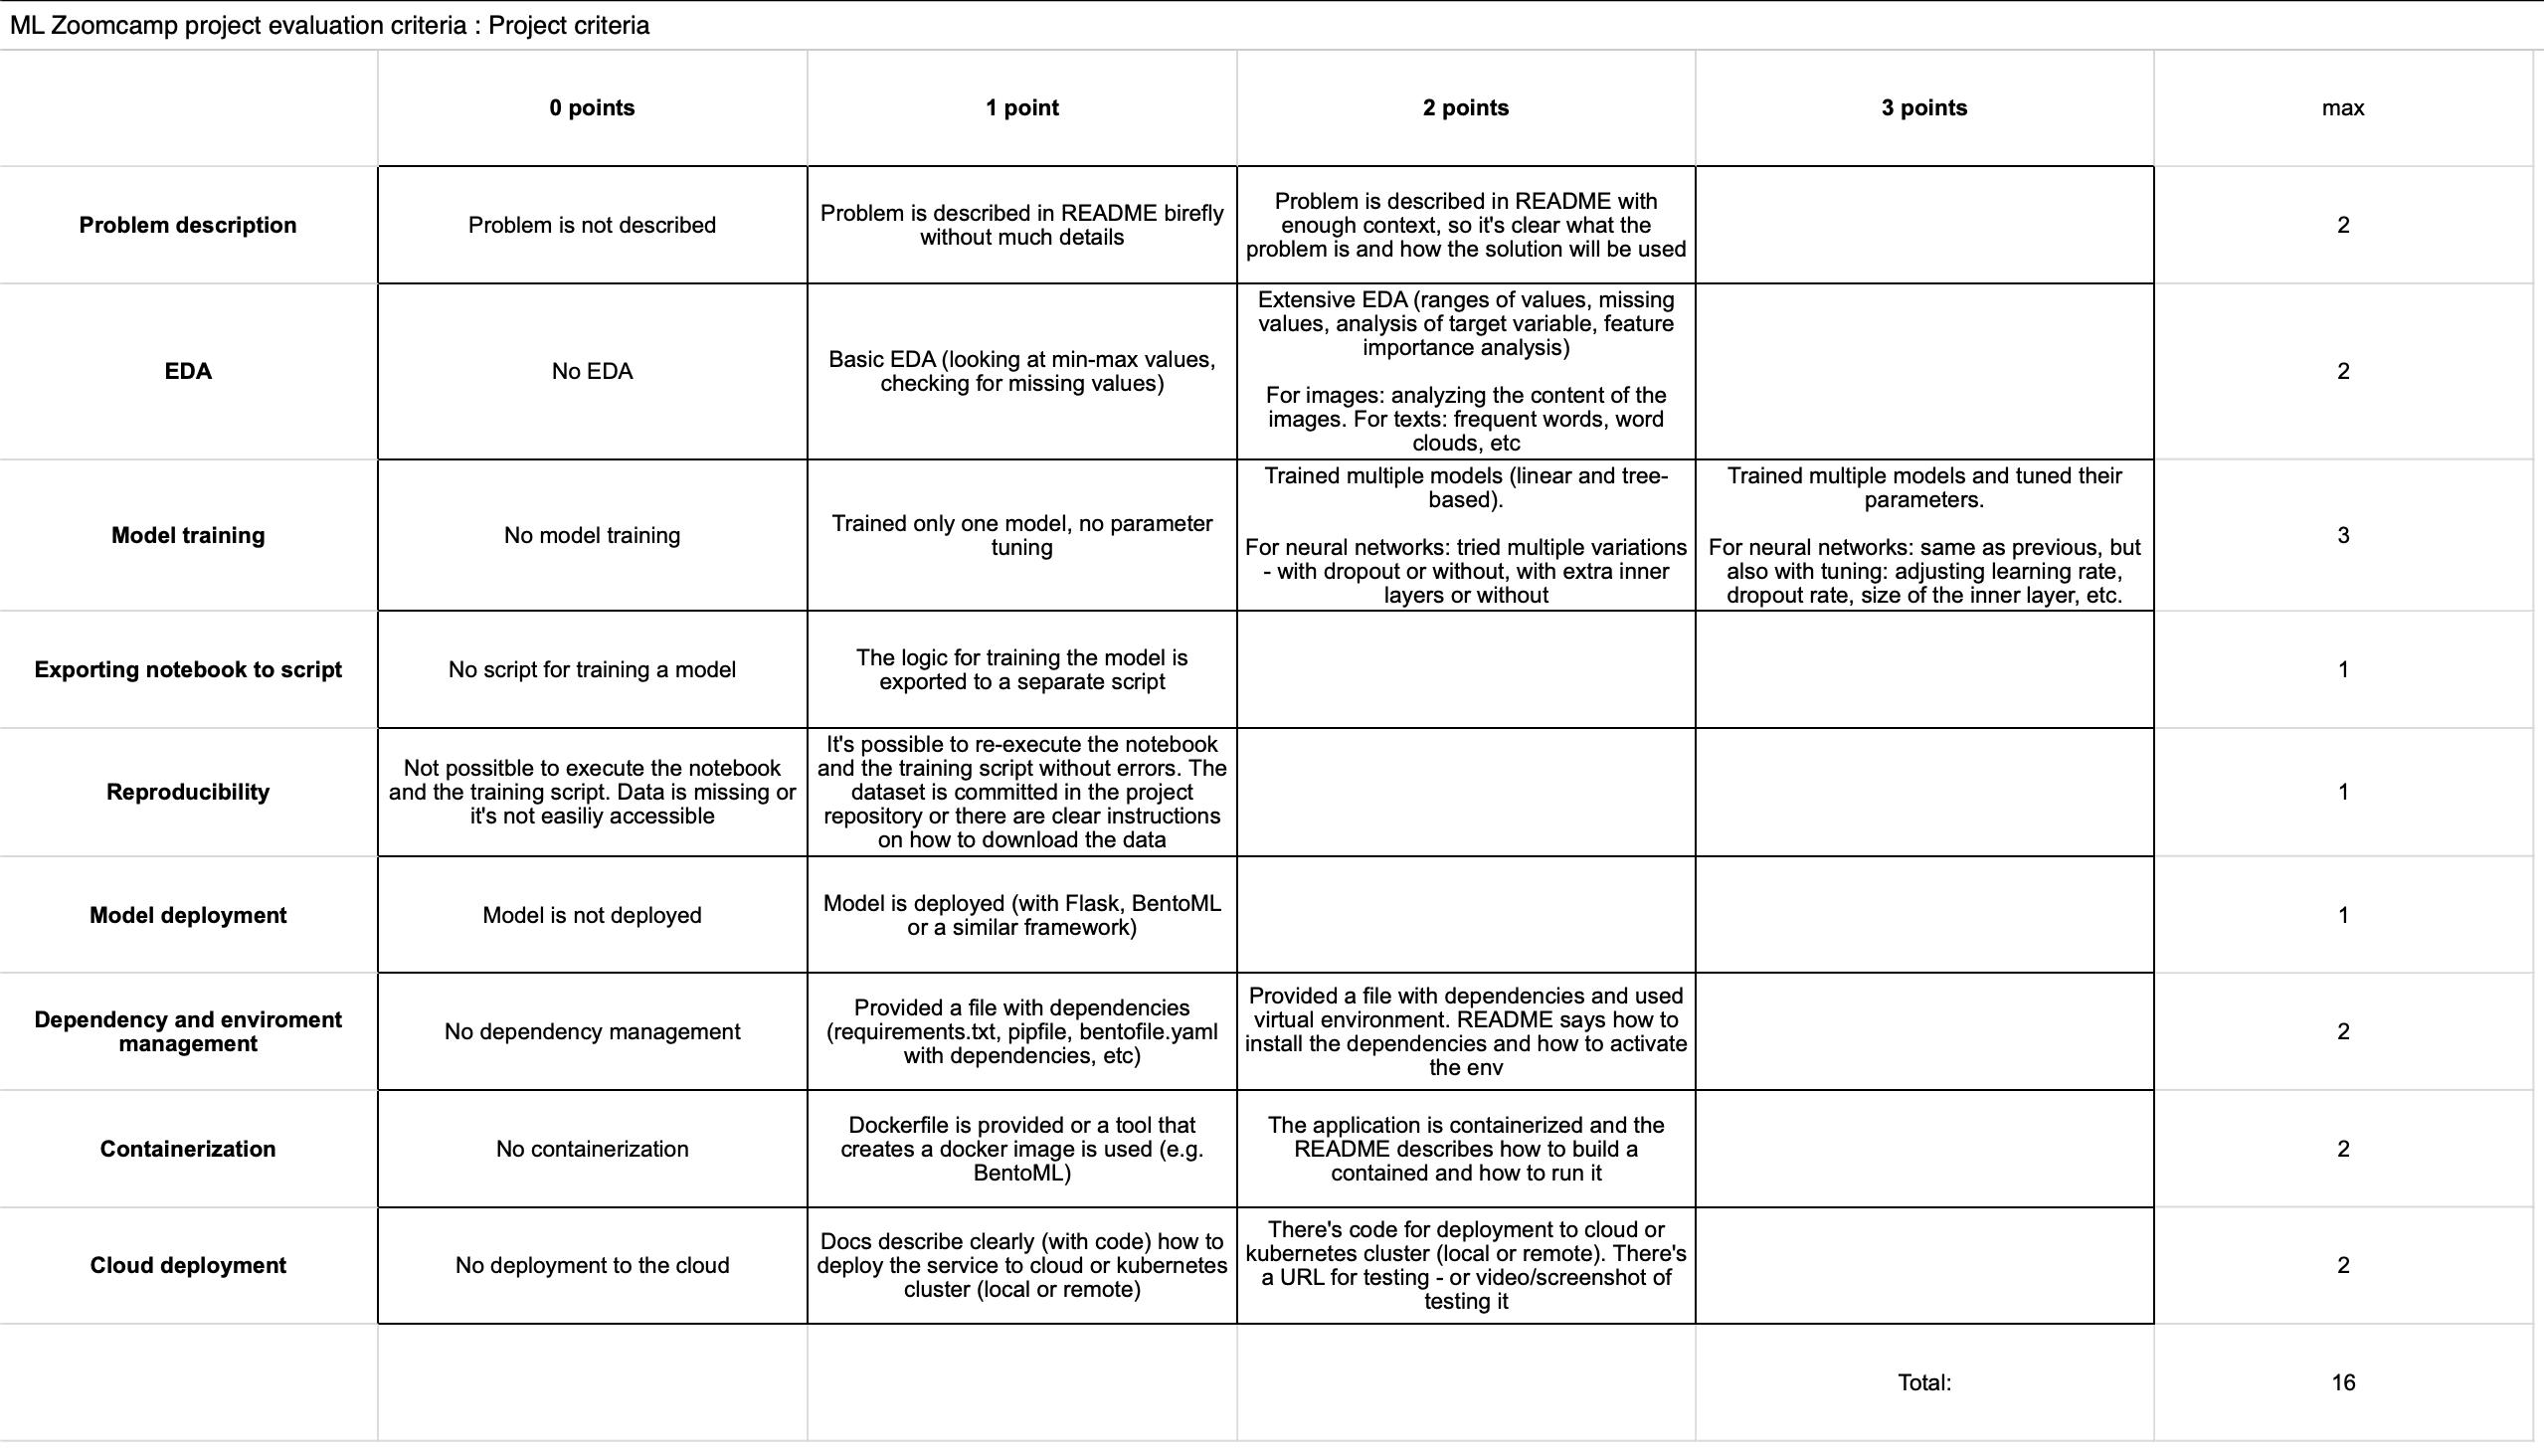 ML Zoomcamp project evaluation criteria : Project criteria
0 points
1 point
2 points
3 points
max
Problem description
Problem is not described
Problem is described in README birefly
without much details
Problem is described in README with
enough context, so it's clear what the
problem is and how the solution will be used
2
EDA
No EDA
Basic EDA (looking at min-max values,
checking for missing values)
Extensive EDA (ranges of values, missing
values, analysis of target variable, feature
importance analysis)
For images: analyzing the content of the
images. For texts: frequent words, word
clouds, etc
2
Model training
No model training
Trained only one model, no parameter
tuning
Trained multiple models (linear and tree-
based).
For neural networks: tried multiple variations
- with dropout or without, with extra inner
layers or without
Trained multiple models and tuned their
parameters.
For neural networks: same as previous, but
also with tuning: adjusting learning rate,
dropout rate, size of the inner layer, etc.
3
Exporting notebook to script
No script for training a model
The logic for training the model is
exported to a separate script
1
Reproducibility
Not possitble to execute the notebook
and the training script. Data is missing or
it's not easiliy accessible
It's possible to re-execute the notebook
and the training script without errors. The
dataset is committed in the project
repository or there are clear instructions
on how to download the data
1
Model deployment
Model is not deployed
Model is deployed (with Flask, BentoML
or a similar framework)
1
Dependency and enviroment
management
No dependency management
Provided a file with dependencies
(requirements.txt, pipfile, bentofile.yaml
with dependencies, etc)
Provided a file with dependencies and used
virtual environment. README says how to
install the dependencies and how to activate
the env
2
Containerization
No containerization
Dockerfile is provided or a tool that
creates a docker image is used (e.g.
BentoML)
The application is containerized and the
README describes how to build a
contained and how to run it
2
Cloud deployment
No deployment to the cloud
Docs describe clearly (with code) how to
deploy the service to cloud or kubernetes
cluster (local or remote)
There's code for deployment to cloud or
kubernetes cluster (local or remote). There's
a URL for testing - or video/screenshot of
testing it
2
Total:
16